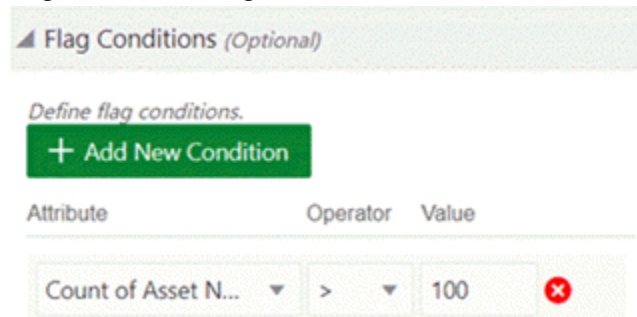 Flag Conditions (Optional)
Define flag conditions.
+ Add New Condition
Attribute Operator Value
Count of Asset N... > 100